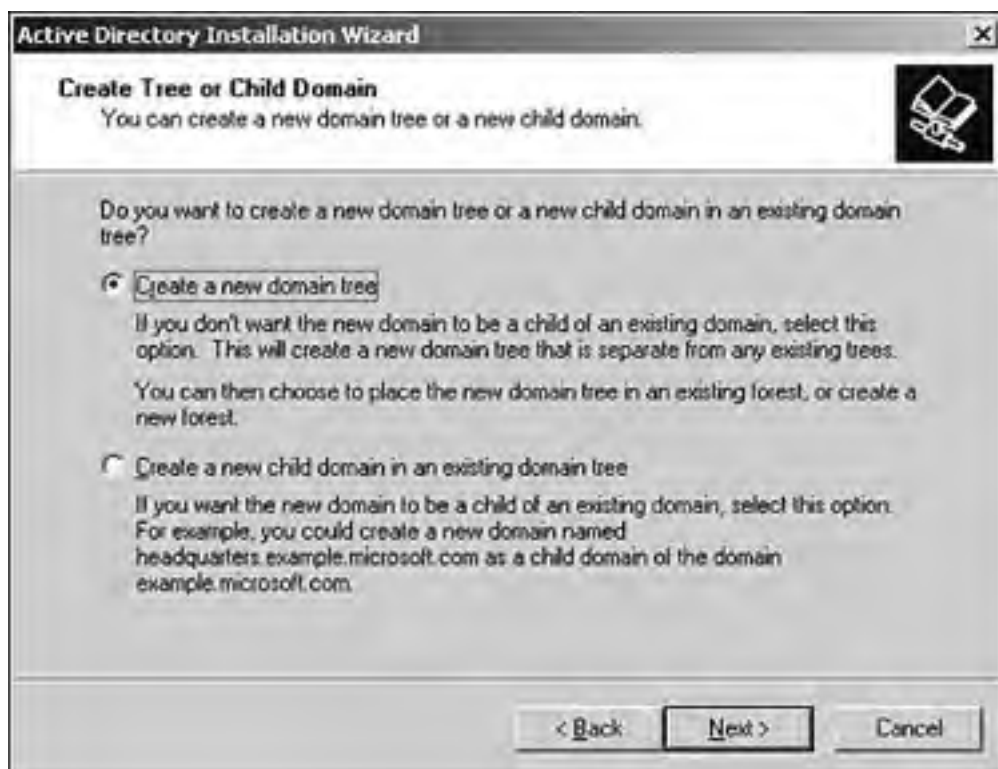 Active Directory Installation Wizard
Create Tree or Child Domain
You can create a new domain tree or a new child domain.
Do you want to create a new domain tree or a new child domain in an existing domain
tree?
Create a new domain tree
If you don't want the new domain to be a child of an existing domain, select this
option. This will create a new domain tree that is separate from any existing trees.
You can then choose to place the new domain tree in an existing forest, or create a
new forest.
Create a new child domain in an existing domain tree
If you want the new domain to be a child of an existing domain, select this option.
For example, you could create a new domain named
headquarters.example.microsoft.com as a child domain of the domain
example.microsoft.com.
< Back Next > Cancel